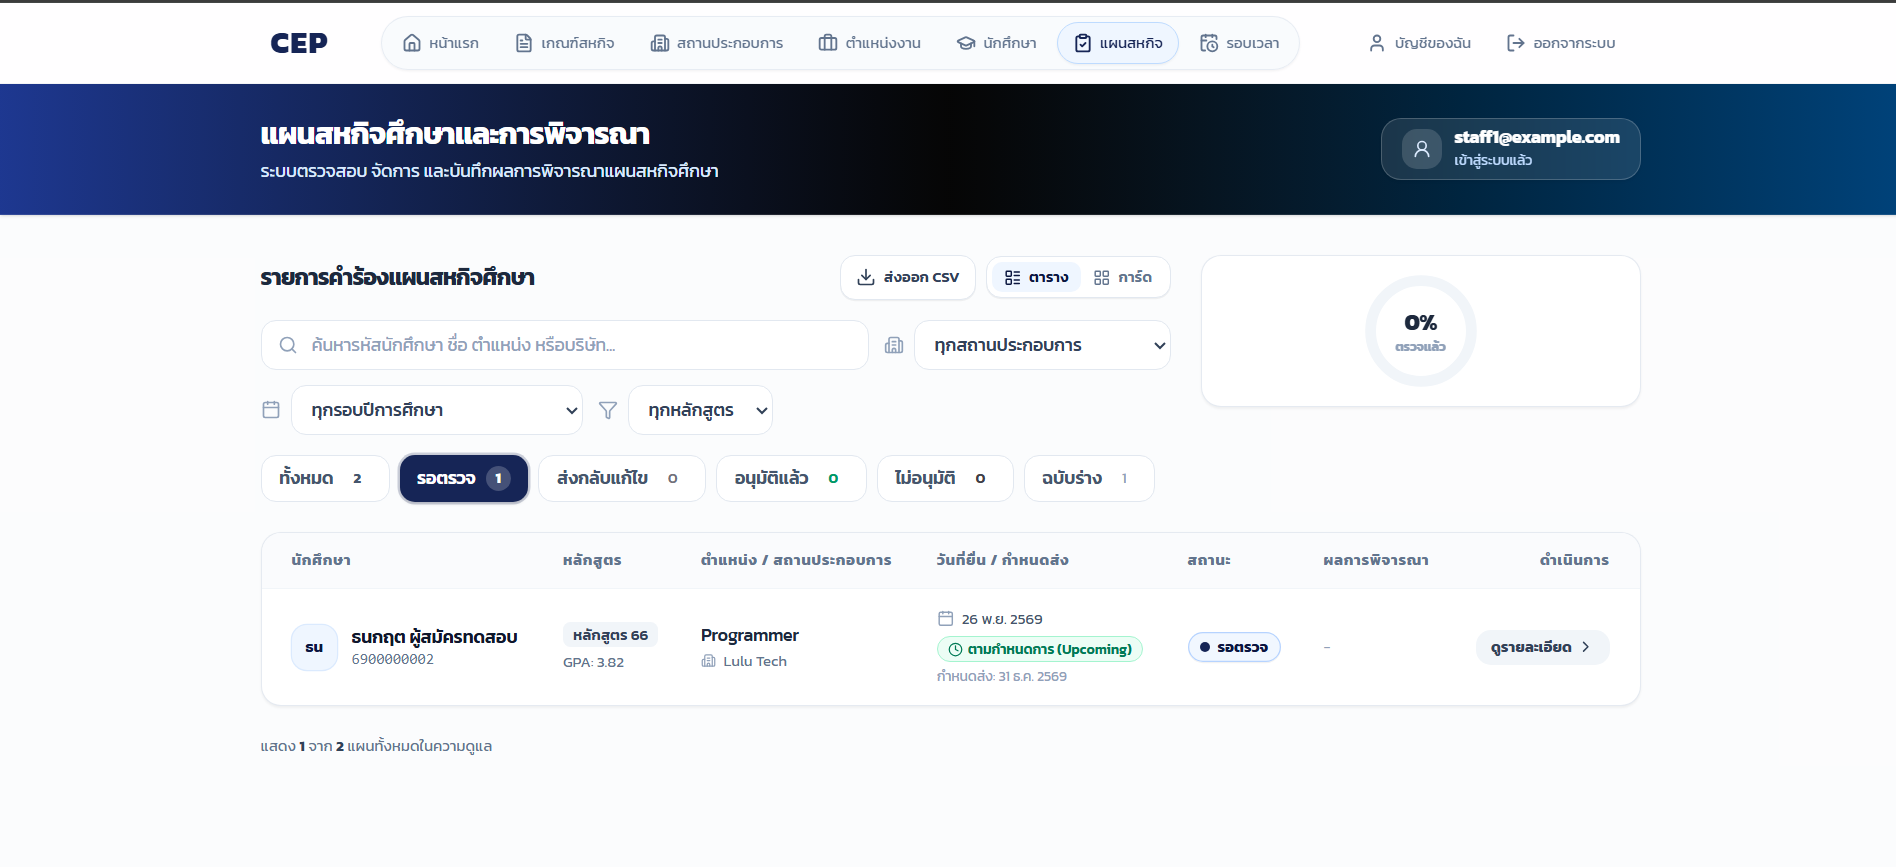 CEP
หน้าแรก
เกณฑ์สหกิจ
สถานประกอบการ
ตำแหน่งงาน
นักศึกษา
แผนสหกิจ
รอบเวลา
บัญชีของฉัน
ออกจากระบบ
แผนสหกิจศึกษาและการพิจารณา
ระบบตรวจสอบ จัดการ และบันทึกผลการพิจารณาแผนสหกิจศึกษา
staff1@example.com
เข้าสู่ระบบแล้ว
รายการคำร้องแผนสหกิจศึกษา
ส่งออก CSV
ตาราง
การ์ด
0%
ตรวจแล้ว
ค้นหารหัสนักศึกษา ชื่อ ตำแหน่ง หรือบริษัท...
ทุกสถานประกอบการ
ทุกรอบปีการศึกษา
ทุกหลักสูตร
ทั้งหมด 2
รอตรวจ 1
ส่งกลับแก้ไข 0
อนุมัติแล้ว 0
ไม่อนุมัติ 0
ฉบับร่าง 1
นักศึกษา
หลักสูตร
ตำแหน่ง / สถานประกอบการ
วันที่ยื่น / กำหนดส่ง
สถานะ
ผลการพิจารณา
ดำเนินการ
ธน
ธนกฤต ผู้สมัครทดสอบ
6900000002
หลักสูตร 66
GPA: 3.82
Programmer
Lulu Tech
26 พ.ย. 2569
ตามกำหนดการ (Upcoming)
กำหนดส่ง: 31 ธ.ค. 2569
รอตรวจ
-
ดูรายละเอียด
แสดง 1 จาก 2 แผนทั้งหมดในความดูแล